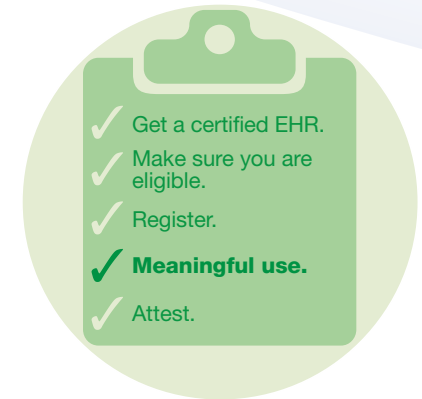 Get a certified EHR.
Make sure you are
eligible.
Register.
Meaningful use.
Attest.